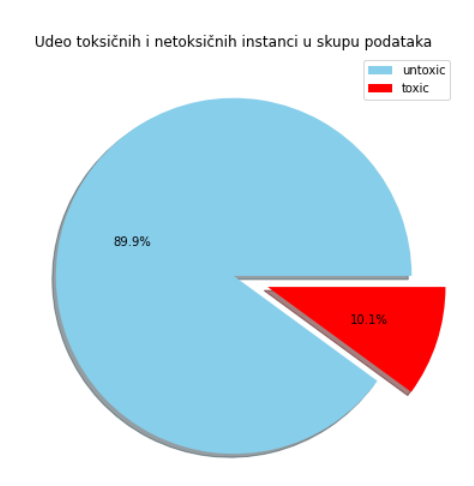 Udeo toksičnih i netoksičnih instanci u skupu podataka
untoxic
toxic
89.9%
10.1%